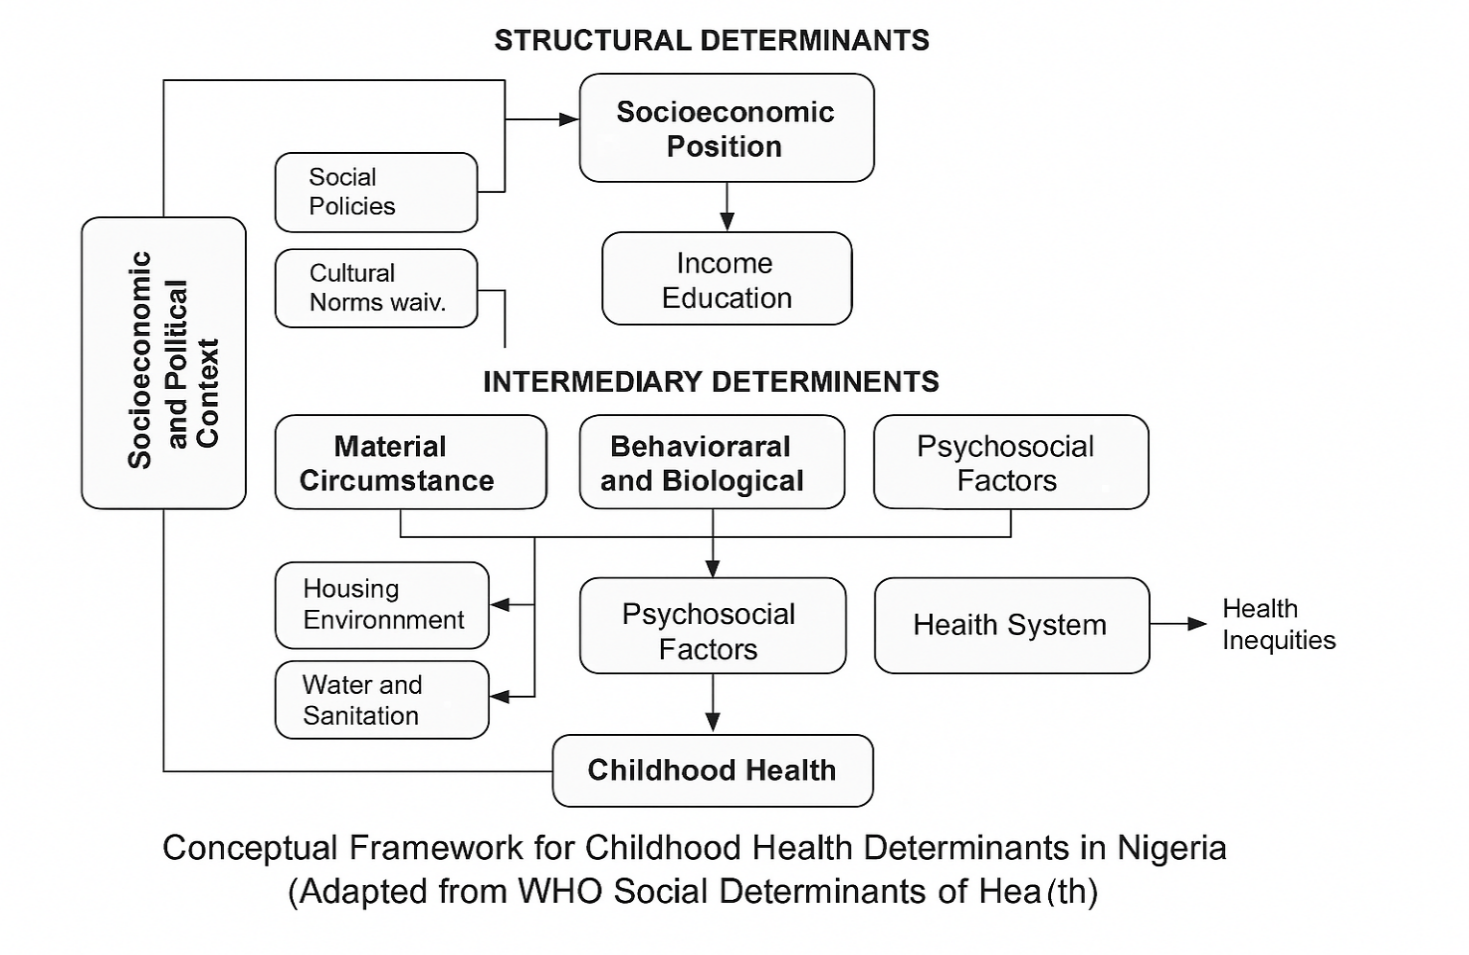 STRUCTURAL DETERMINANTS
Socioeconomic
Position
Social
Policies
Income
Education
Cultural
Norms waiv.
Socioeconomic
and Political
Context
INTERMEDIARY DETERMINENTS
Material
Circumstance
Behavioraral
and Biological
Psychosocial
Factors
Housing
Environnment
Psychosocial
Factors
Heaith System
Health
Inequities
Water and
Sanitation
Childhood Health
Conceptual Framework for Childhood Health Determinants in Nigeria
(Adapted from WHO Social Determinants of Hea(th)